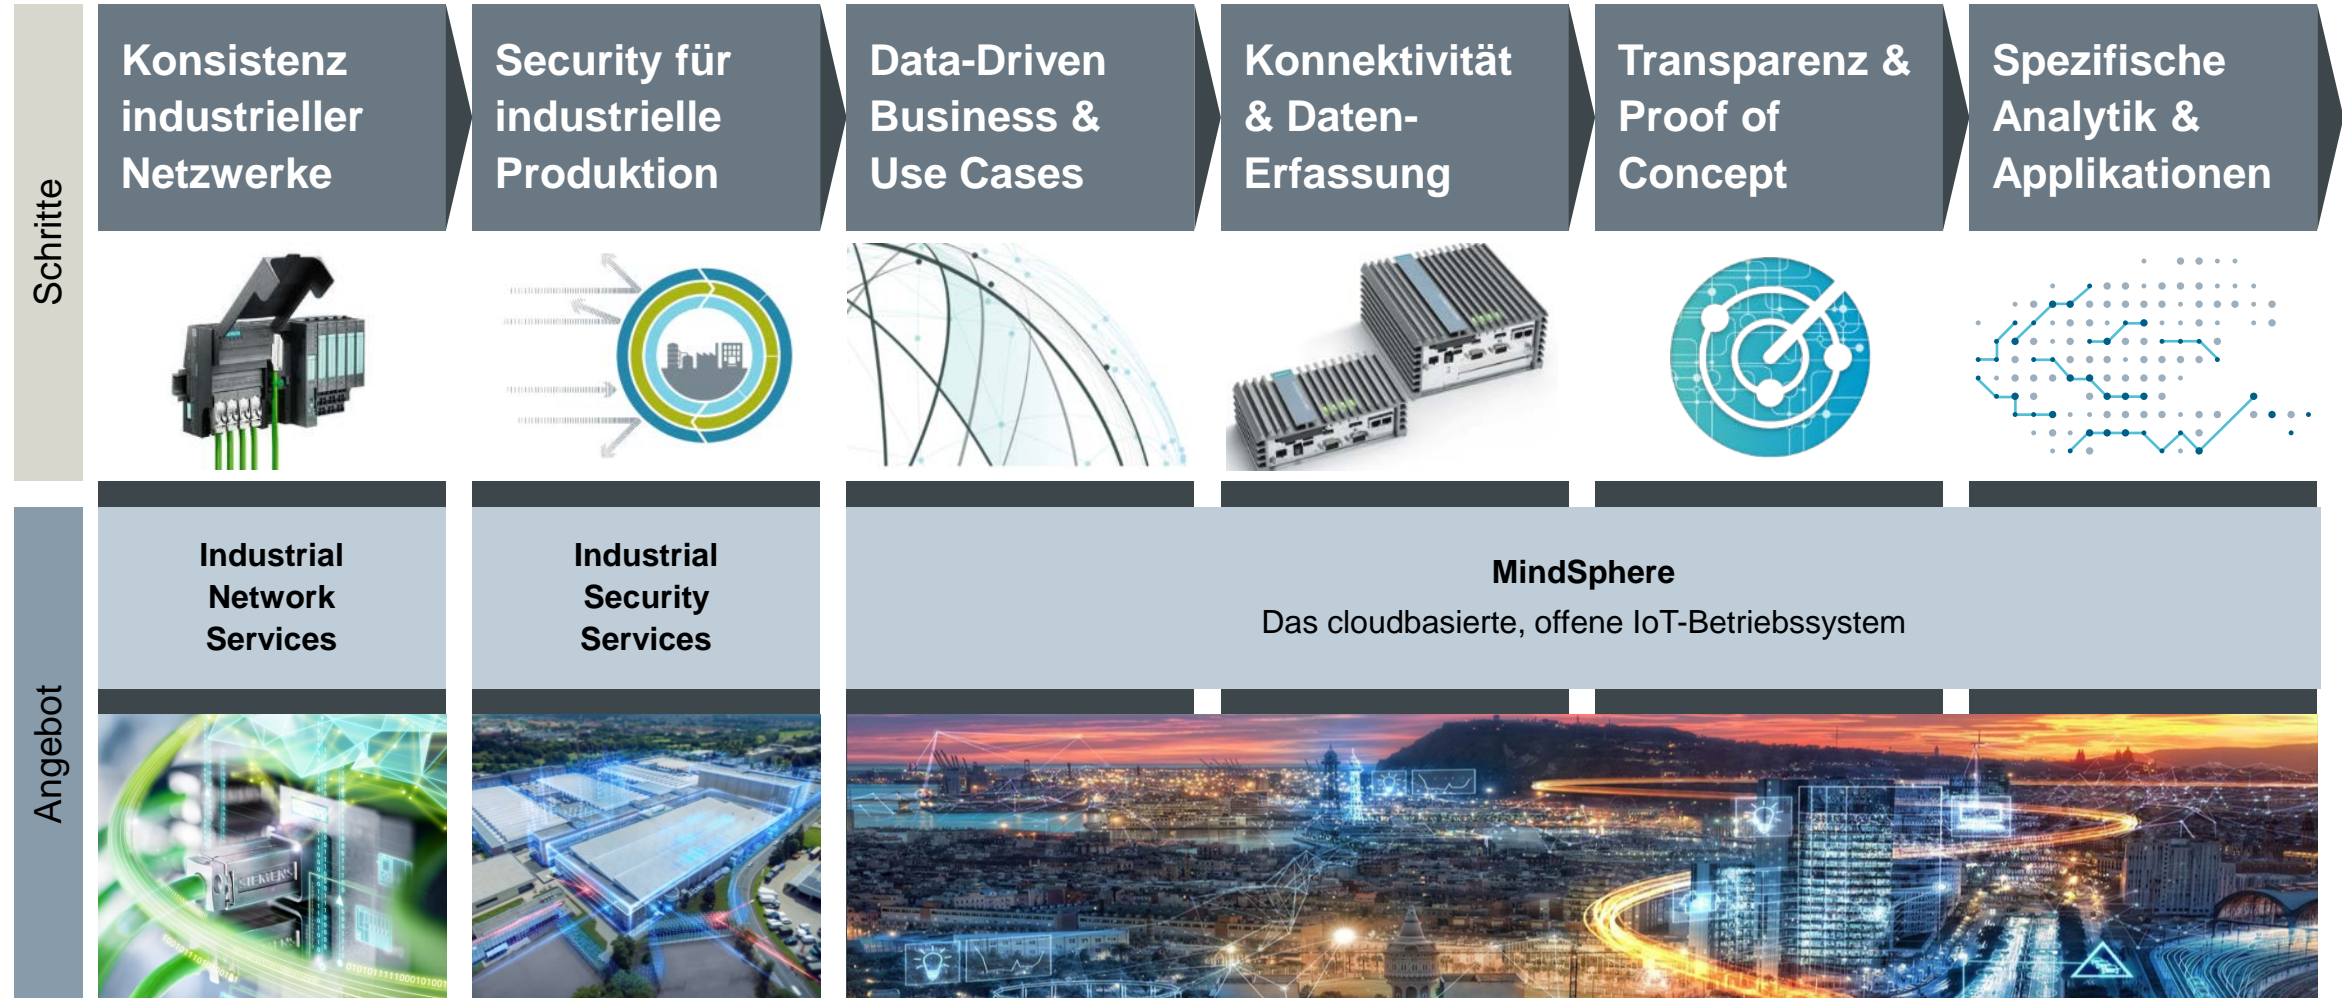 Schritte
Konsistenz
industrieller
Netzwerke
Security für
industrielle
Produktion
Data-Driven
Business &
Use Cases
Konnektivität
& Daten-
Erfassung
Transparenz &
Proof of
Concept
Spezifische
Analytik &
Applikationen
Angebot
Industrial
Network
Services
Industrial
Security
Services
MindSphere
Das cloudbasierte, offene IoT-Betriebssystem
SIEMENS